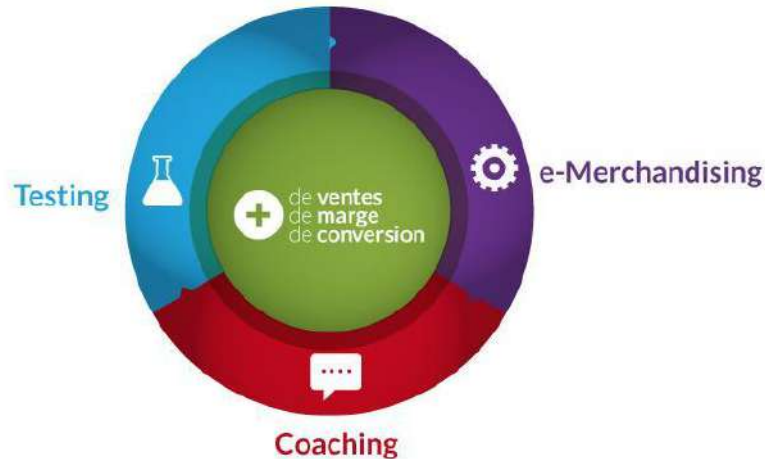 Testing
e-Merchandising
de ventes
de marge
de conversion
Coaching